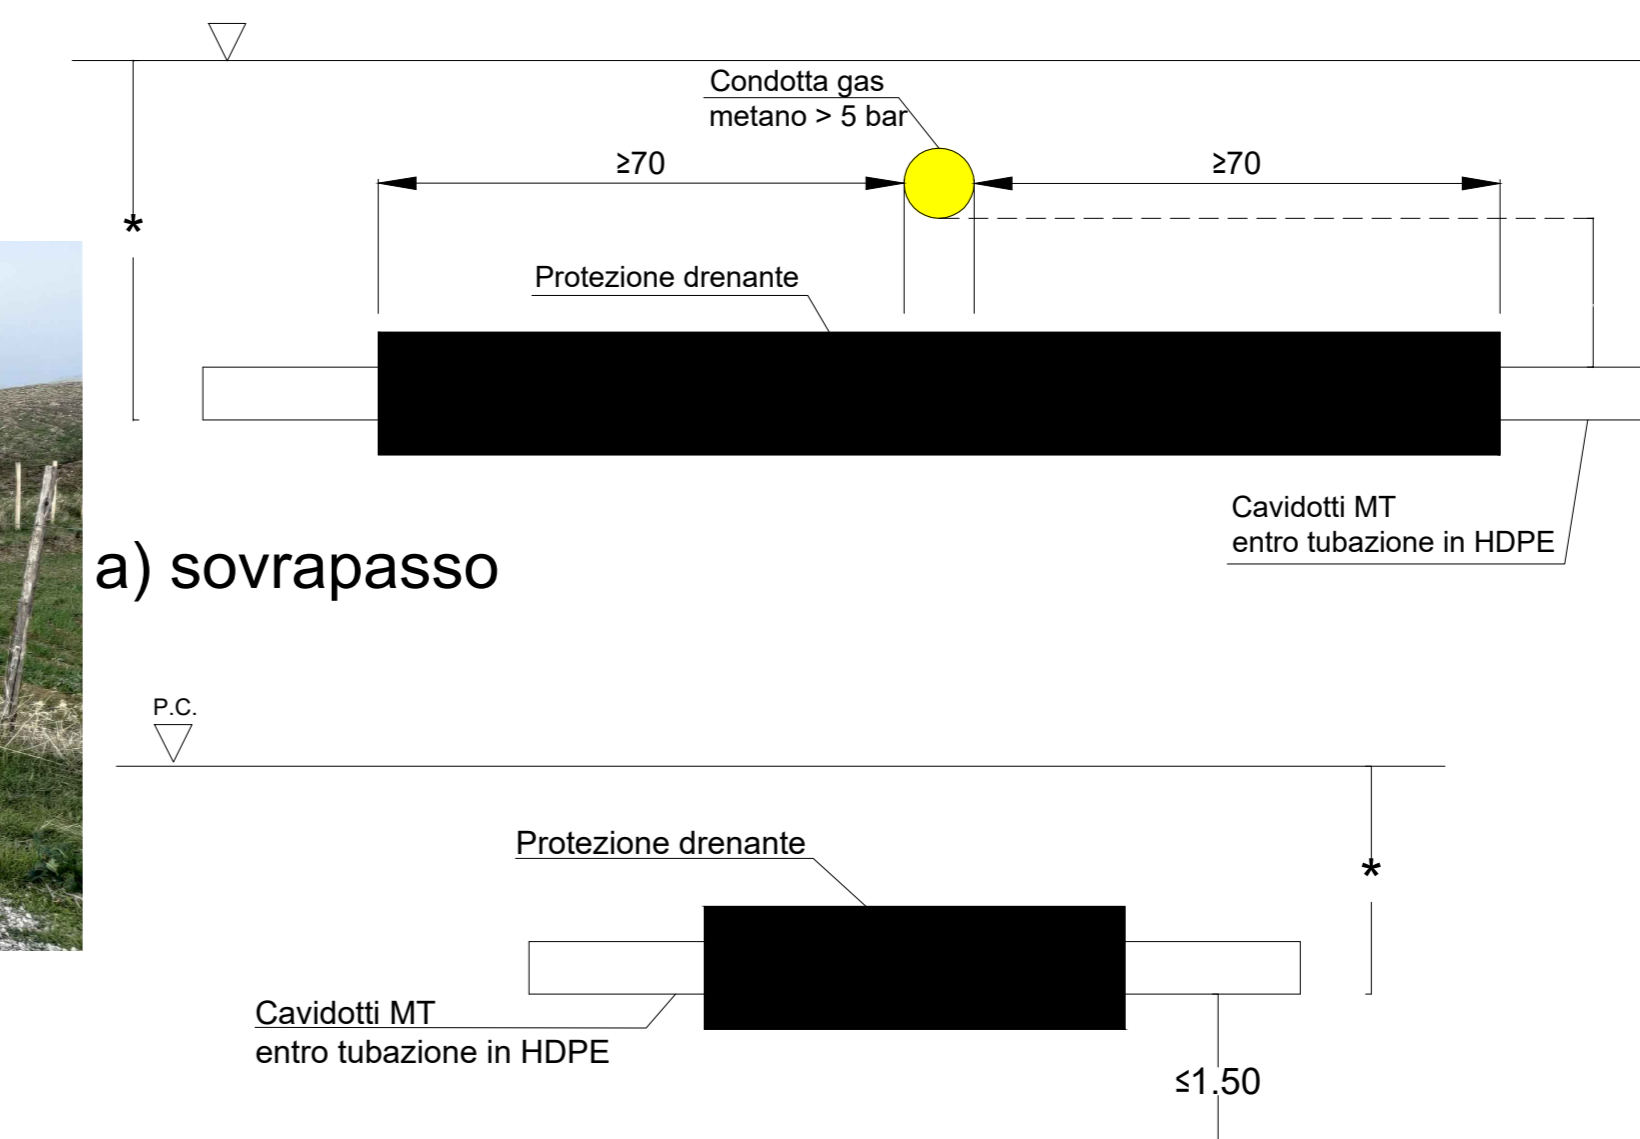 Condotta gas
metano > 5 bar
≥70
≥70
*
Protezione drenante
Cavidotti MT
entro tubazione in HDPE
a) sovrapasso
P.C.
Protezione drenante
*
Cavidotti MT
entro tubazione in HDPE
≤1.50